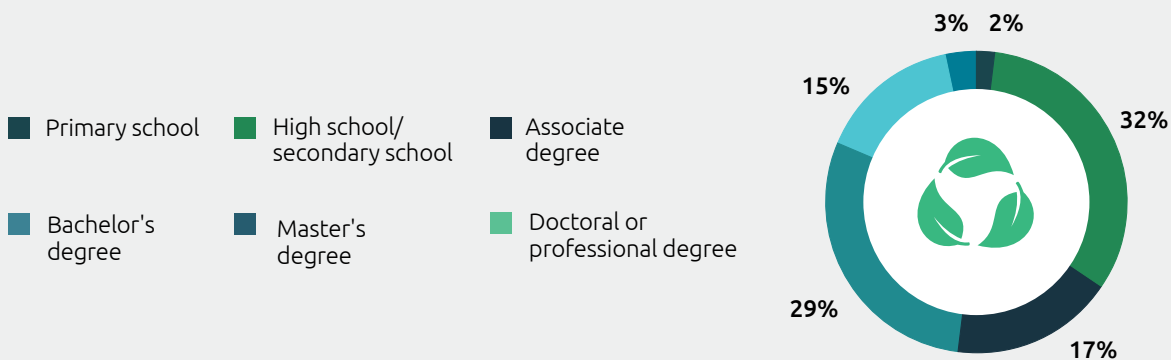 3% 2%
15%
32%
Primary school
High school/
secondary school
Associate
degree
Bachelor's
degree
Master's
degree
Doctoral or
professional degree
29%
17%